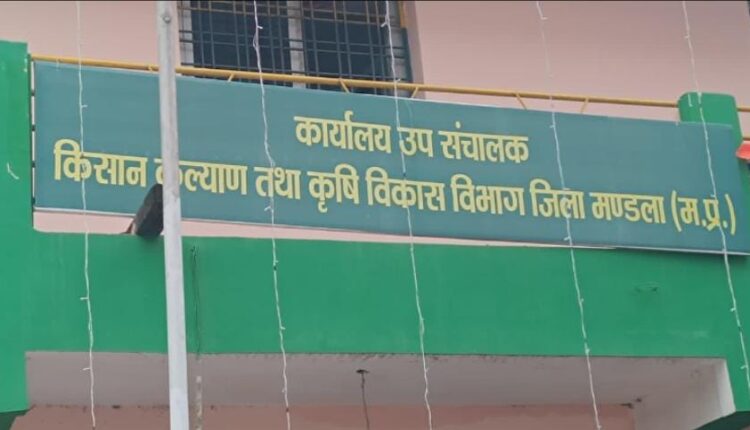 कार्यालय उप संचालक
किसान कल्याण तथा कृषि विकास विभाग जिला मण्डला (म.प्र.)